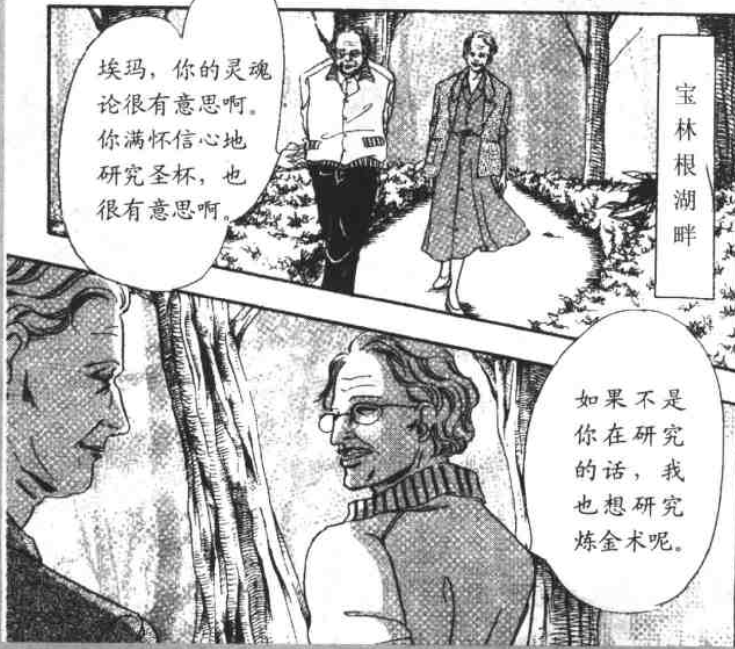 埃玛，你的灵魂
论很有意思啊。
你满怀信心地
研究圣杯，也
很有意思啊。
宝林根湖畔
如果不是
你在研究
的话，我
也想研究
炼金术呢。